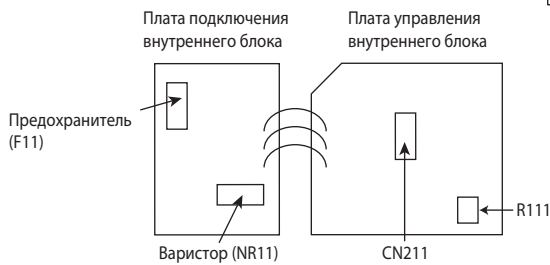 Плата подключения
внутреннего блока
Плата управления
внутреннего блока
Предохранитель
(F11)
R111
Варистор (NR11)
CN211